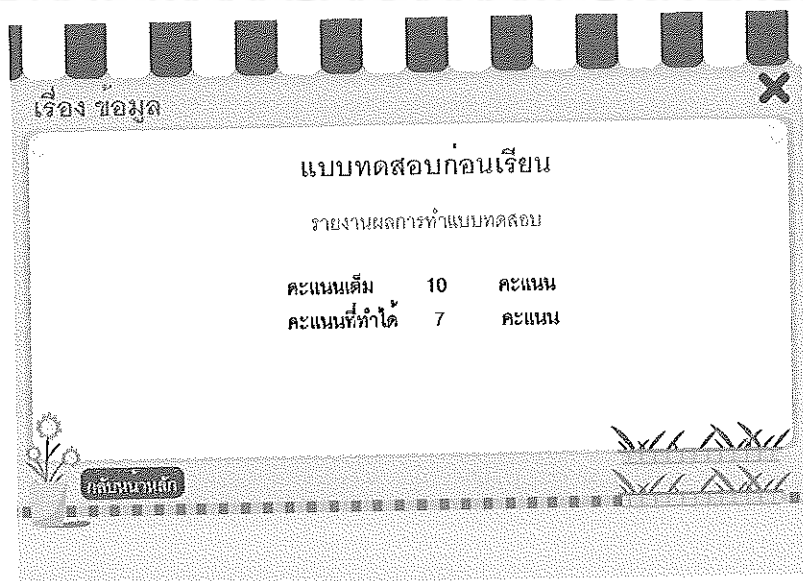 เรื่อง ข้อมูล
แบบทดสอบก่อนเรียน
รายงานผลการทำแบบทดสอบ
คะแนนเต็ม 10 คะแนน
คะแนนที่ทำได้ 7 คะแนน
กลับหน้าหลัก